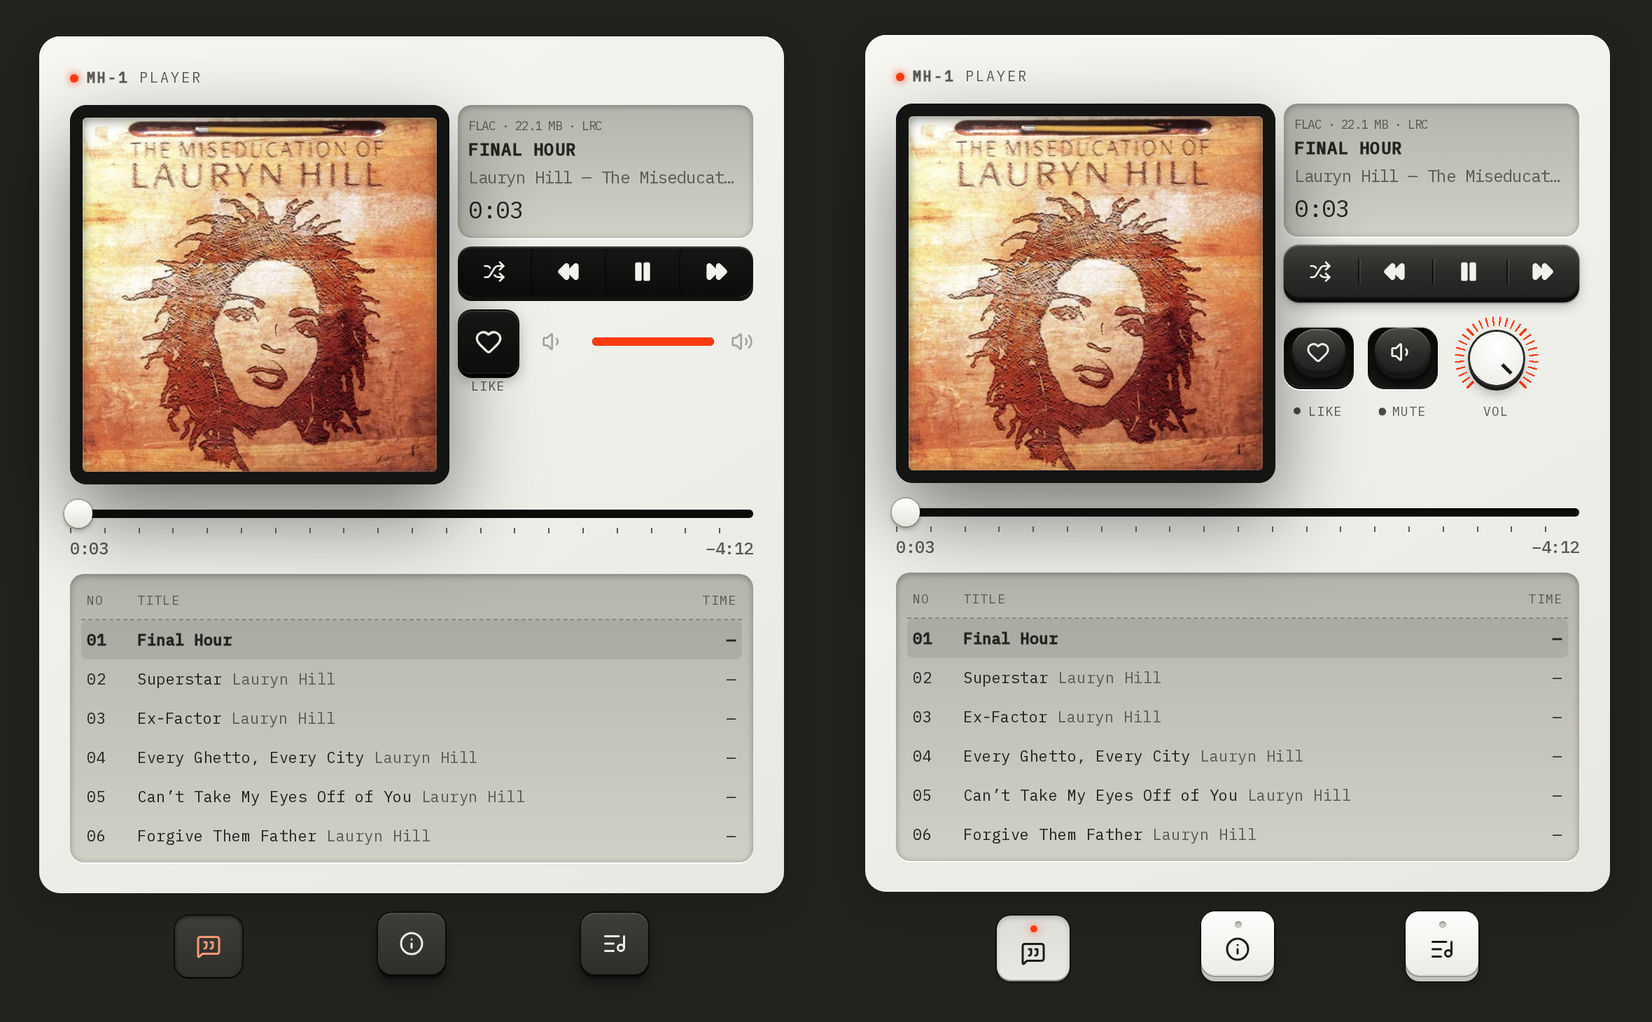 MH-1 PLAYER
THE MISEDUCATION OF
LAURYN HILL
FLAC · 22.1 MB · LRC
FINAL HOUR
Lauryn Hill — The Miseducat…
0:03
LIKE
0:03
−4:12
NO TITLE TIME
01 Final Hour —
02 Superstar Lauryn Hill —
03 Ex-Factor Lauryn Hill —
04 Every Ghetto, Every City Lauryn Hill —
05 Can’t Take My Eyes Off of You Lauryn Hill —
06 Forgive Them Father Lauryn Hill —
MH-1 PLAYER
THE MISEDUCATION OF
LAURYN HILL
FLAC · 22.1 MB · LRC
FINAL HOUR
Lauryn Hill — The Miseducat…
0:03
LIKE MUTE VOL
0:03
−4:12
NO TITLE TIME
01 Final Hour —
02 Superstar Lauryn Hill —
03 Ex-Factor Lauryn Hill —
04 Every Ghetto, Every City Lauryn Hill —
05 Can’t Take My Eyes Off of You Lauryn Hill —
06 Forgive Them Father Lauryn Hill —